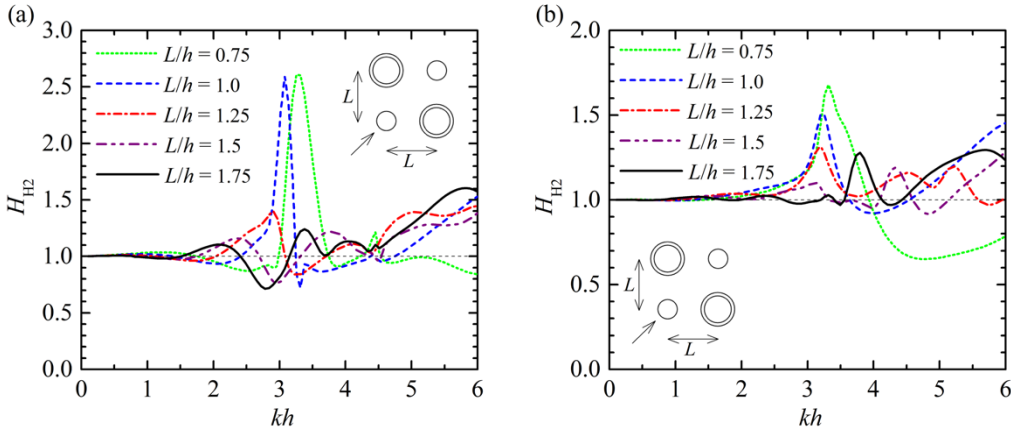 (a)
3.0
2.5
2.0
1.5
1.0
0.5
0.0
H_H2
L/h = 0.75
L/h = 1.0
L/h = 1.25
L/h = 1.5
L/h = 1.75
L
L
0 1 2 3 4 5 6
kh
(b)
2.0
1.5
1.0
0.5
0.0
H_H2
L/h = 0.75
L/h = 1.0
L/h = 1.25
L/h = 1.5
L/h = 1.75
L
L
0 1 2 3 4 5 6
kh